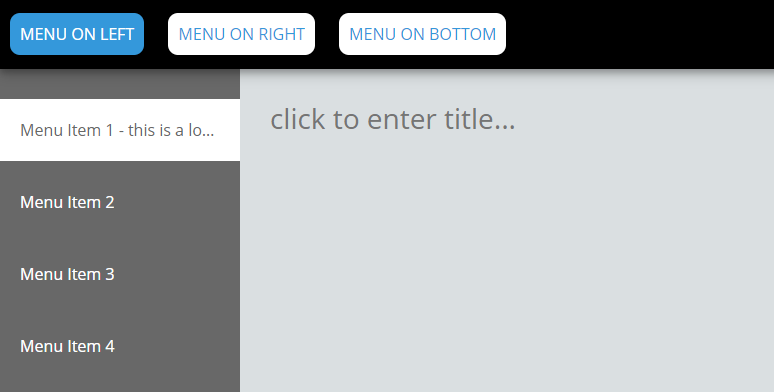 MENU ON LEFT MENU ON RIGHT MENU ON BOTTOM
Menu Item 1 - this is a lo...
click to enter title...
Menu Item 2
Menu Item 3
Menu Item 4